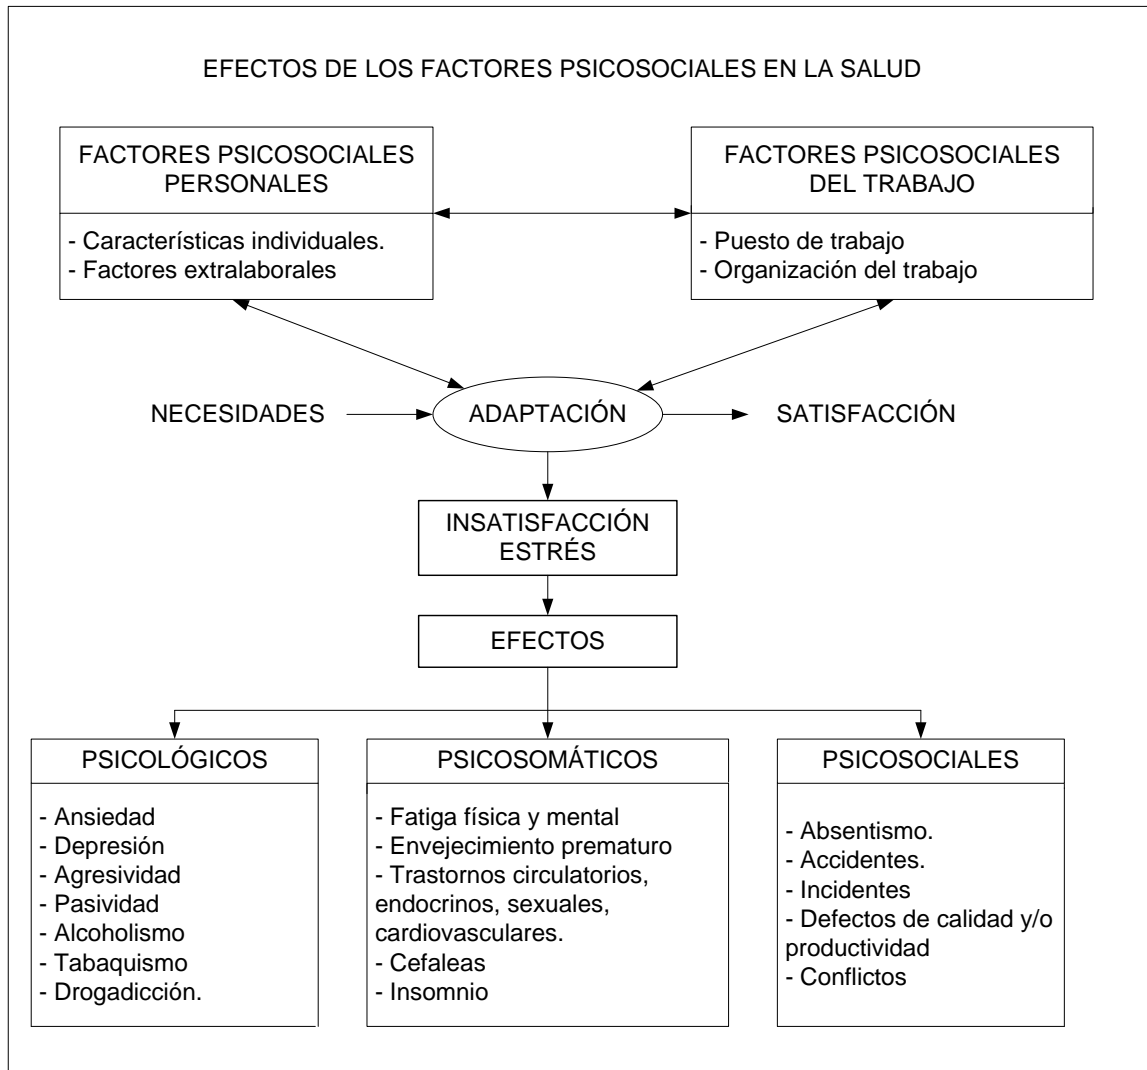 EFECTOS DE LOS FACTORES PSICOSOCIALES EN LA SALUD
FACTORES PSICOSOCIALES
PERSONALES
- Características individuales.
- Factores extralaborales
FACTORES PSICOSOCIALES
DEL TRABAJO
- Puesto de trabajo
- Organización del trabajo
NECESIDADES
ADAPTACIÓN
SATISFACCIÓN
INSATISFACCIÓN
ESTRÉS
EFECTOS
PSICOLÓGICOS
- Ansiedad
- Depresión
- Agresividad
- Pasividad
- Alcoholismo
- Tabaquismo
- Drogadicción.
PSICOSOMÁTICOS
- Fatiga física y mental
- Envejecimiento prematuro
- Trastornos circulatorios,
endocrinos, sexuales,
cardiovasculares.
- Cefaleas
- Insomnio
PSICOSOCIALES
- Absentismo.
- Accidentes.
- Incidentes
- Defectos de calidad y/o
productividad
- Conflictos